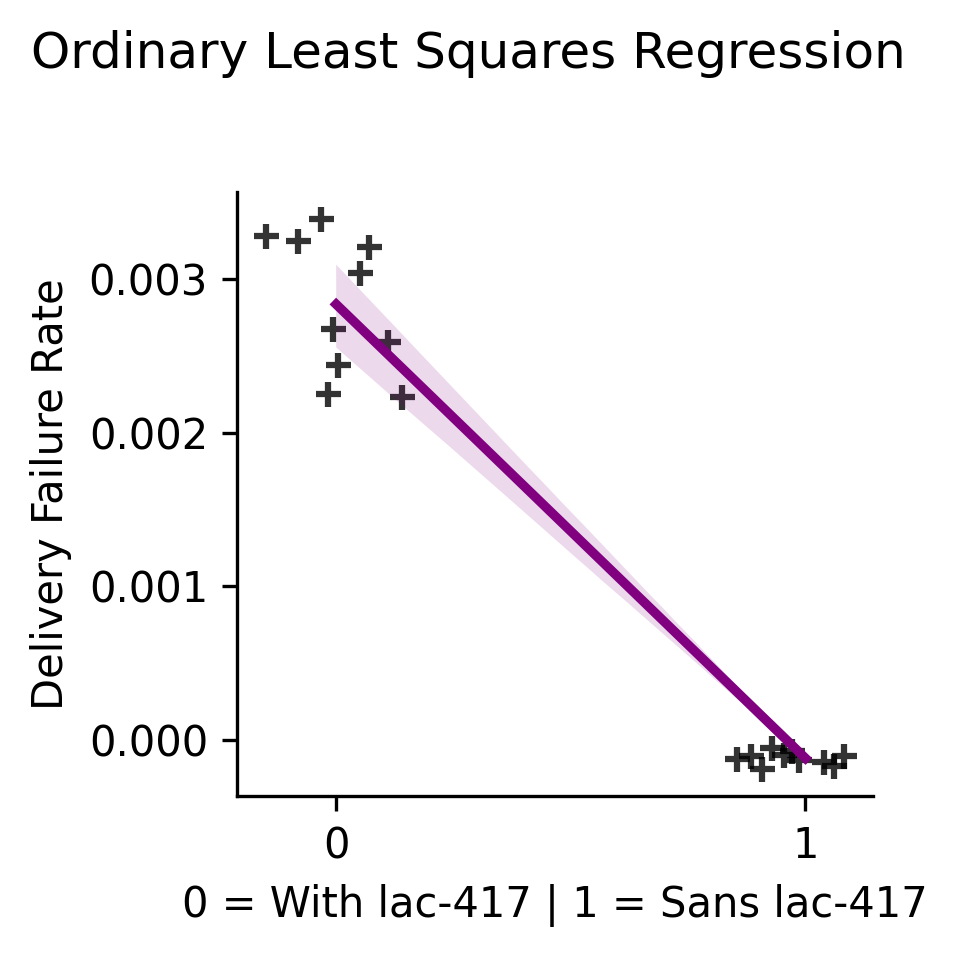 Ordinary Least Squares Regression
Delivery Failure Rate
0.003
0.002
0.001
0.000
0
1
0 = With lac-417 | 1 = Sans lac-417